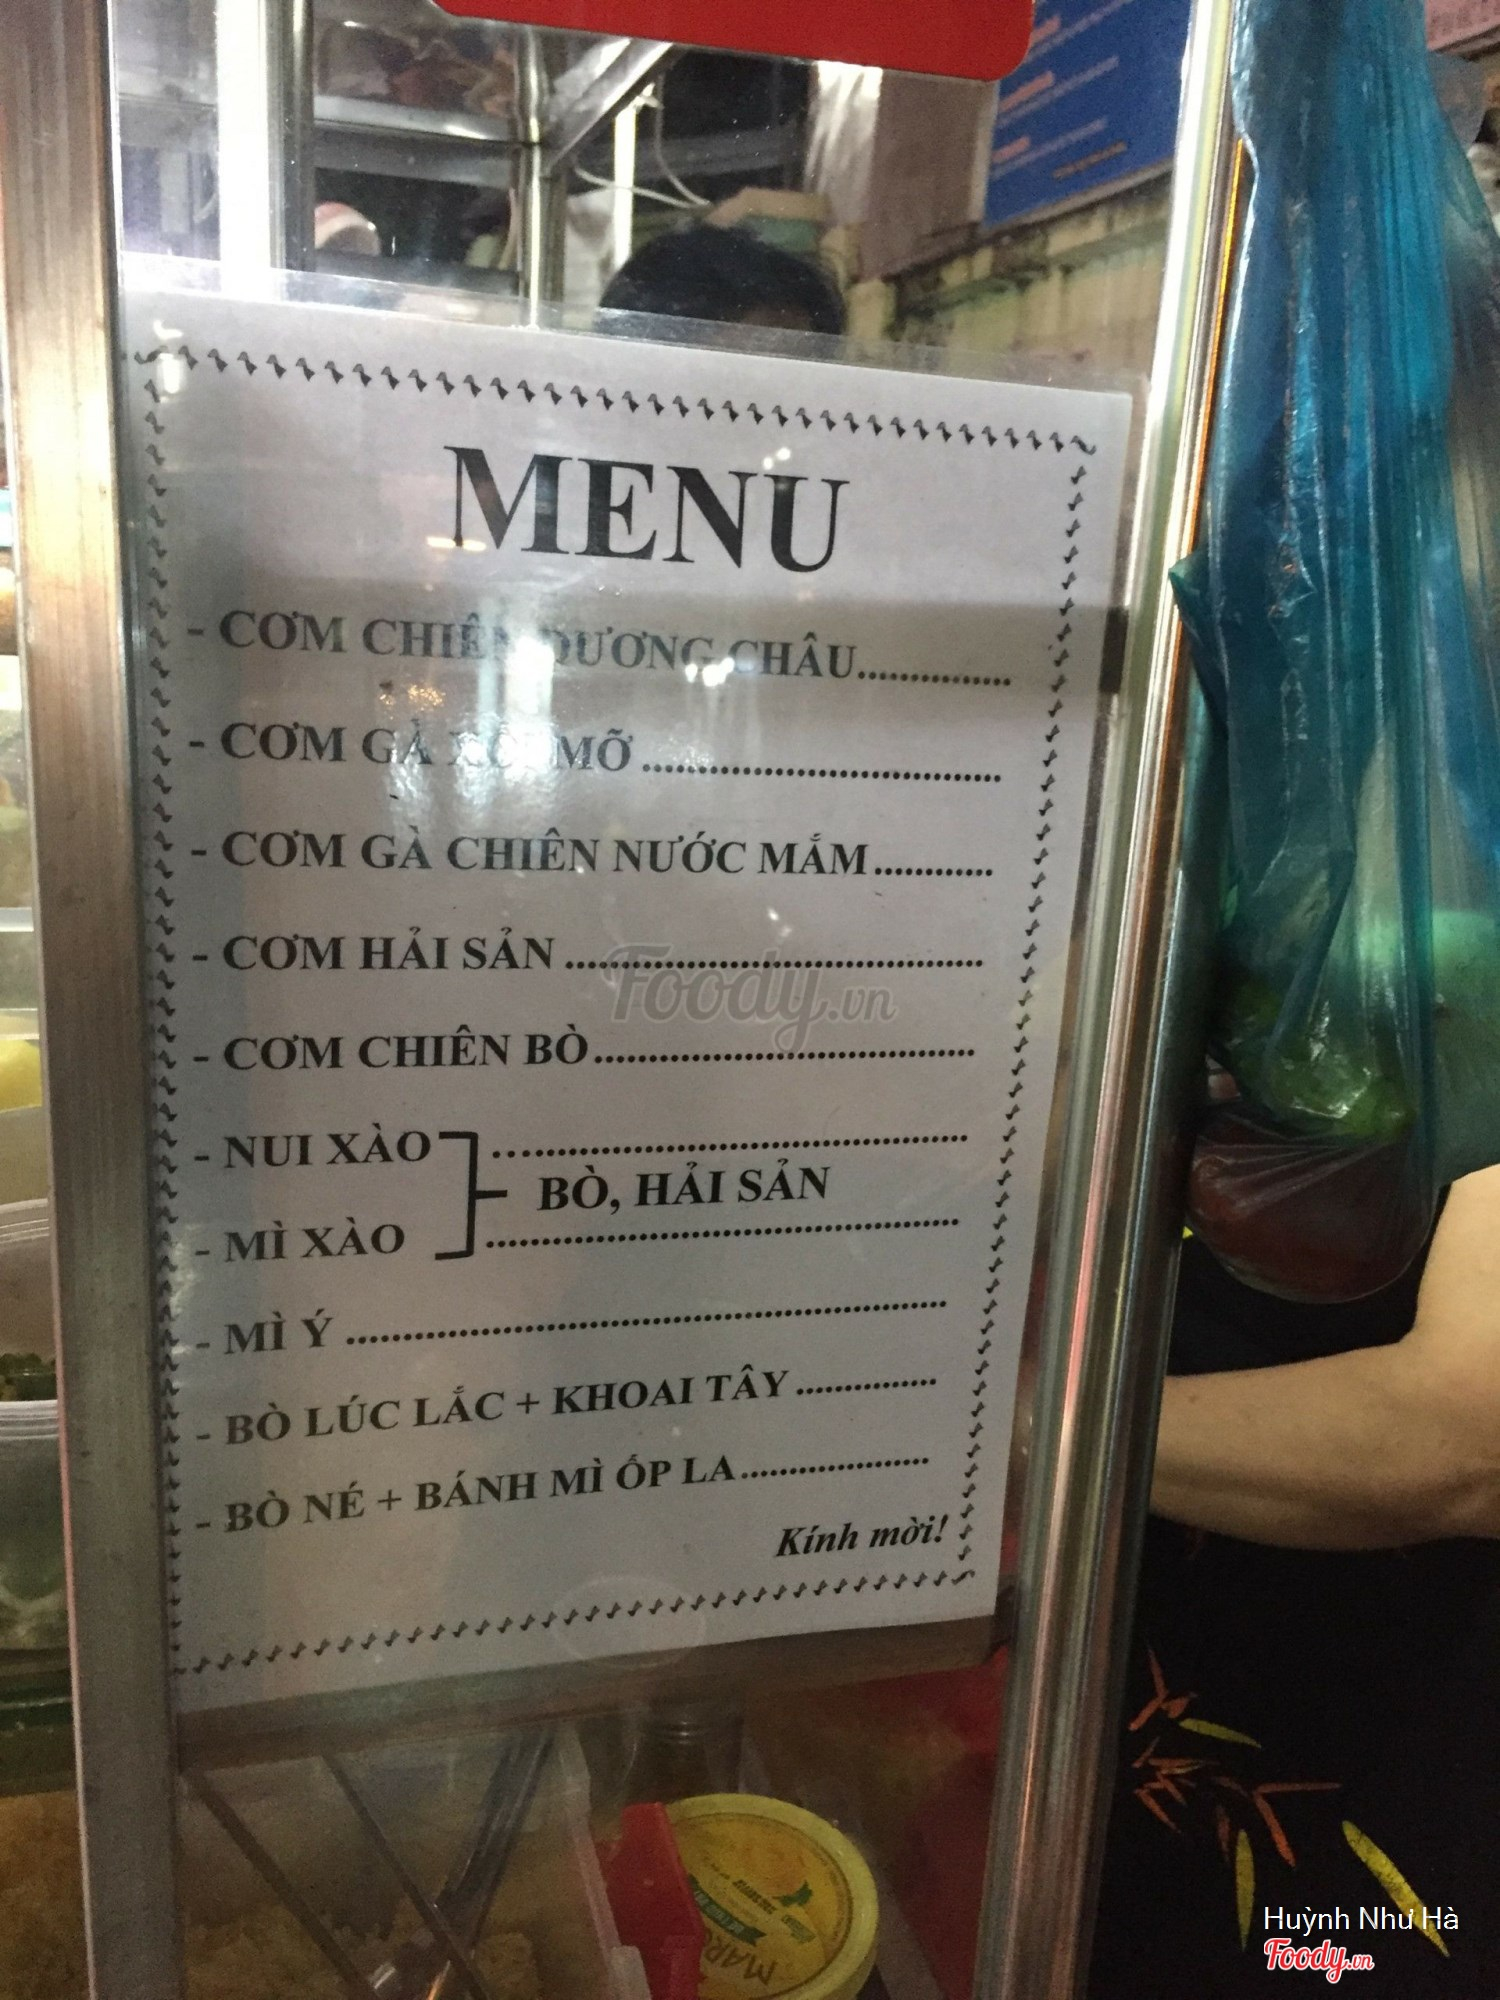 MENU
- CƠM CHIÊN DƯƠNG CHÂU...............
- CƠM GÀ XỐI MỠ ..................................
- CƠM GÀ CHIÊN NƯỚC MẮM............
- CƠM HẢI SẢN ........................................
- CƠM CHIÊN BÒ....................................
- NUI XÀO ..............................................
BÒ, HẢI SẢN
- MÌ XÀO ..............................................
- MÌ Ý ..........................................................
- BÒ LÚC LẮC + KHOAI TÂY ..............
- BÒ NÉ + BÁNH MÌ ỐP LA...................
Kính mời!
Foody.vn
Huỳnh Như Hà
Foody.vn